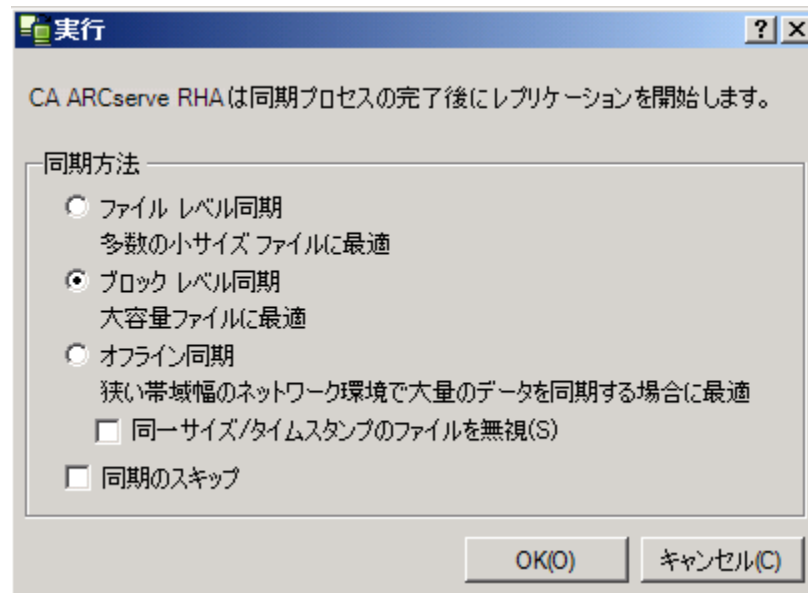 実行
CA ARCserve RHAは同期プロセスの完了後にレプリケーションを開始します。
同期方法
ファイル レベル同期
多数の小サイズ ファイルに最適
ブロック レベル同期
大容量ファイルに最適
オフライン同期
狭い帯域幅のネットワーク環境で大量のデータを同期する場合に最適
同一サイズ/タイムスタンプのファイルを無視(S)
同期のスキップ
OK(O)
キャンセル(C)